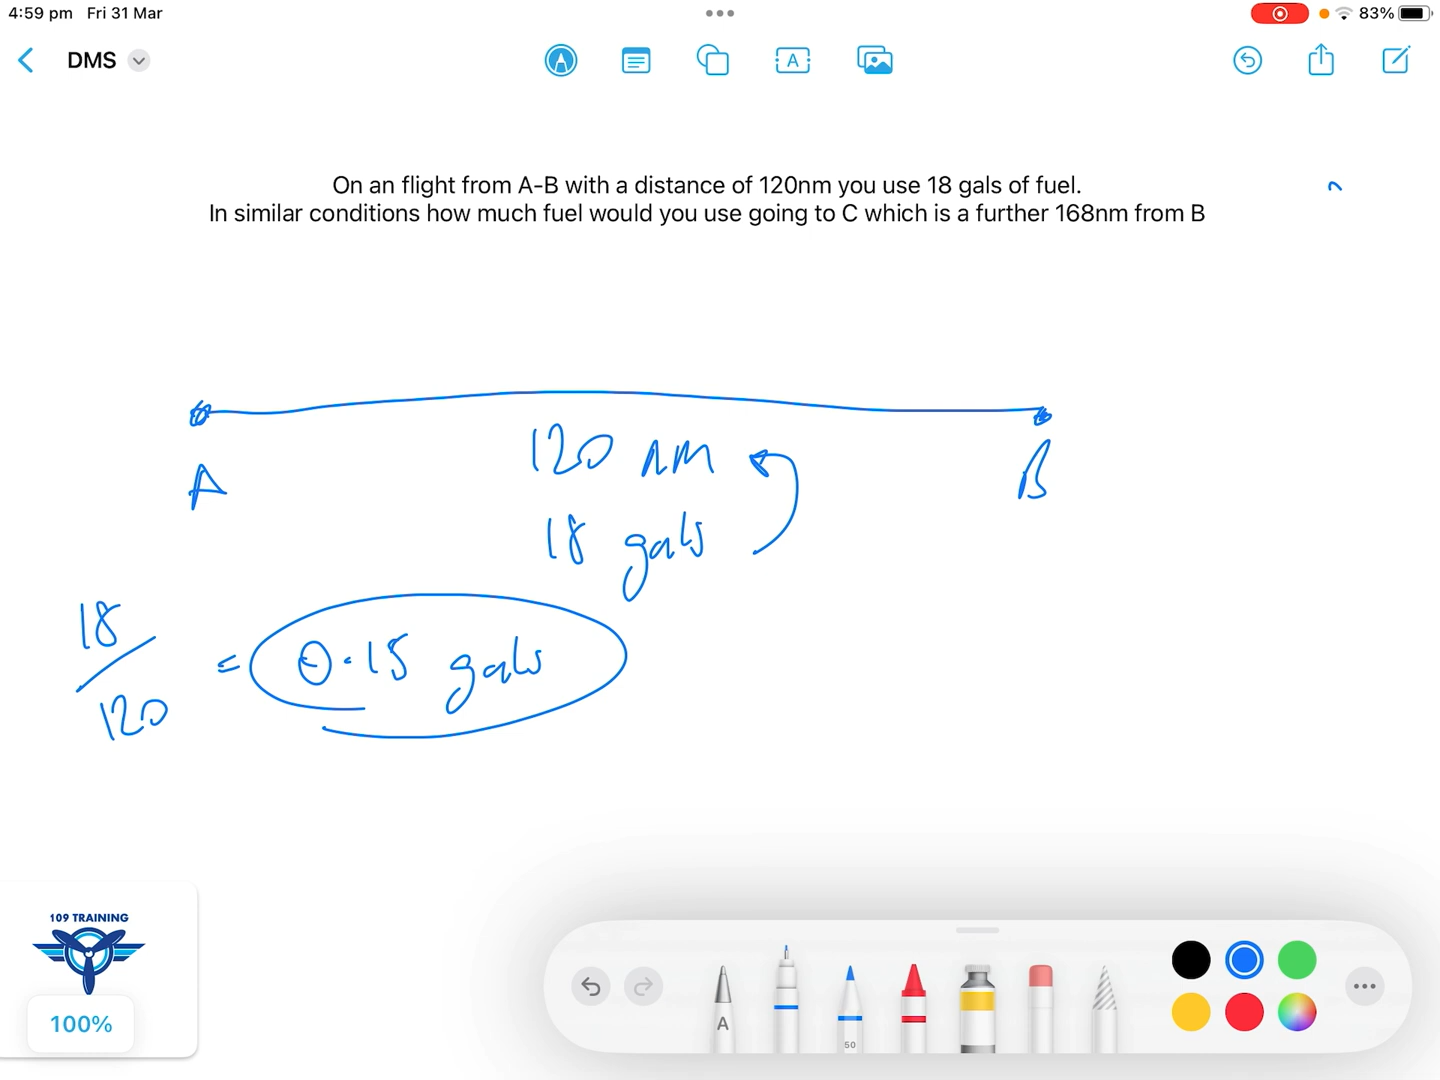 4:59 pm Fri 31 Mar
83%
DMS
A
On an flight from A-B with a distance of 120nm you use 18 gals of fuel.
In similar conditions how much fuel would you use going to C which is a further 168nm from B
120 NM
A
B
18 gals
18
= 0.15 gals
120
109 TRAINING
100%
A
50